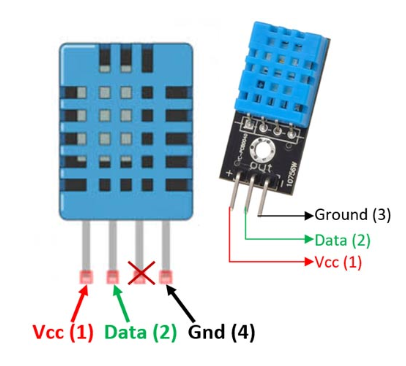 Ground (3)
Data (2)
Vcc (1)
Vcc (1) Data (2) Gnd (4)